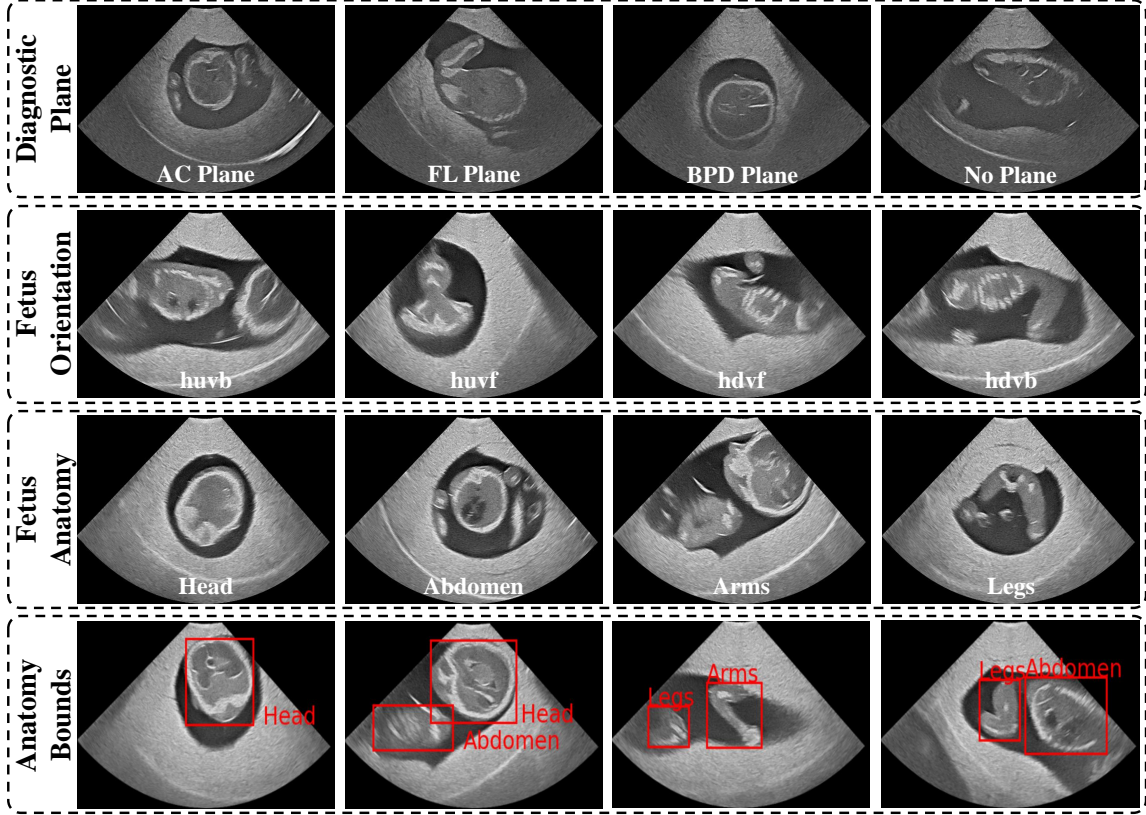 Diagnostic
Plane
AC Plane
FL Plane
BPD Plane
No Plane
Fetus
Orientation
huvb
huvf
hdvf
hdvb
Fetus
Anatomy
Head
Abdomen
Arms
Legs
Anatomy
Bounds
Head
Head
Abdomen
Legs
Arms
Legs
Abdomen